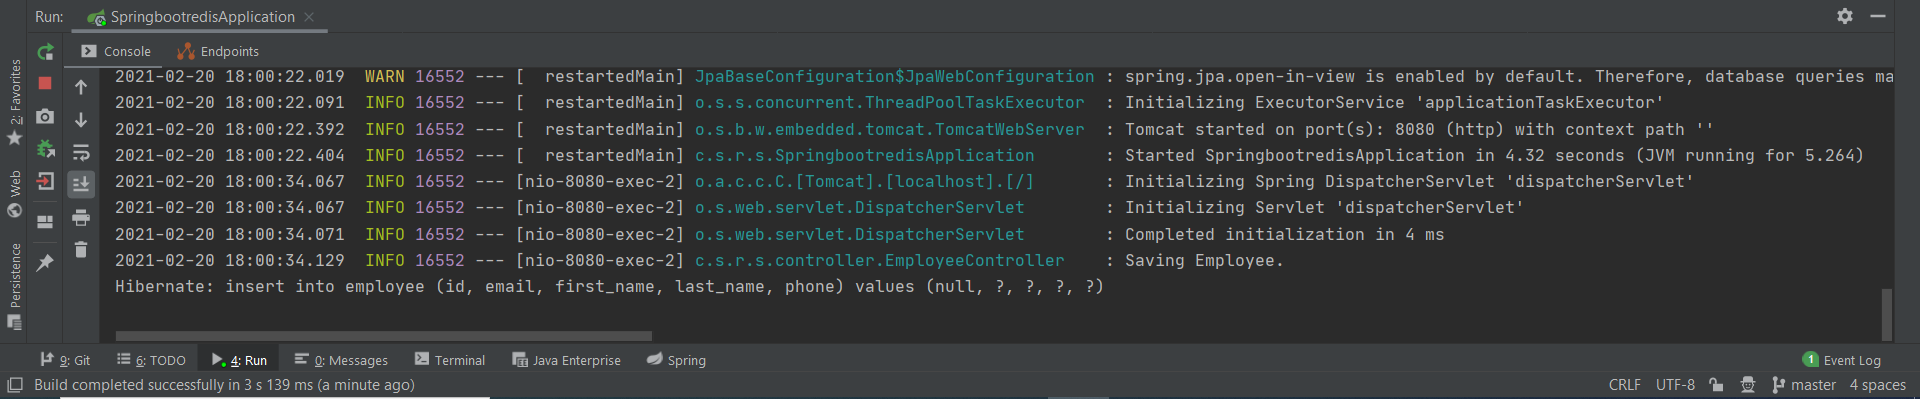 Run: SpringbootredisApplication
Console Endpoints
2021-02-20 18:00:22.019 WARN 16552 --- [ restartedMain] JpaBaseConfiguration$JpaWebConfiguration : spring.jpa.open-in-view is enabled by default. Therefore, database queries ma
2021-02-20 18:00:22.091 INFO 16552 --- [ restartedMain] o.s.s.concurrent.ThreadPoolTaskExecutor : Initializing ExecutorService 'applicationTaskExecutor'
2021-02-20 18:00:22.392 INFO 16552 --- [ restartedMain] o.s.b.w.embedded.tomcat.TomcatWebServer : Tomcat started on port(s): 8080 (http) with context path ''
2021-02-20 18:00:22.404 INFO 16552 --- [ restartedMain] c.s.r.s.SpringbootredisApplication : Started SpringbootredisApplication in 4.32 seconds (JVM running for 5.264)
2021-02-20 18:00:34.067 INFO 16552 --- [nio-8080-exec-2] o.a.c.c.C.[Tomcat].[localhost].[/] : Initializing Spring DispatcherServlet 'dispatcherServlet'
2021-02-20 18:00:34.067 INFO 16552 --- [nio-8080-exec-2] o.s.web.servlet.DispatcherServlet : Initializing Servlet 'dispatcherServlet'
2021-02-20 18:00:34.071 INFO 16552 --- [nio-8080-exec-2] o.s.web.servlet.DispatcherServlet : Completed initialization in 4 ms
2021-02-20 18:00:34.129 INFO 16552 --- [nio-8080-exec-2] c.s.r.s.controller.EmployeeController : Saving Employee.
Hibernate: insert into employee (id, email, first_name, last_name, phone) values (null, ?, ?, ?, ?)
2: Favorites
Web
Persistence
9: Git 6: TODO 4: Run 0: Messages Terminal Java Enterprise Spring 1 Event Log
Build completed successfully in 3 s 139 ms (a minute ago) CRLF UTF-8 master 4 spaces